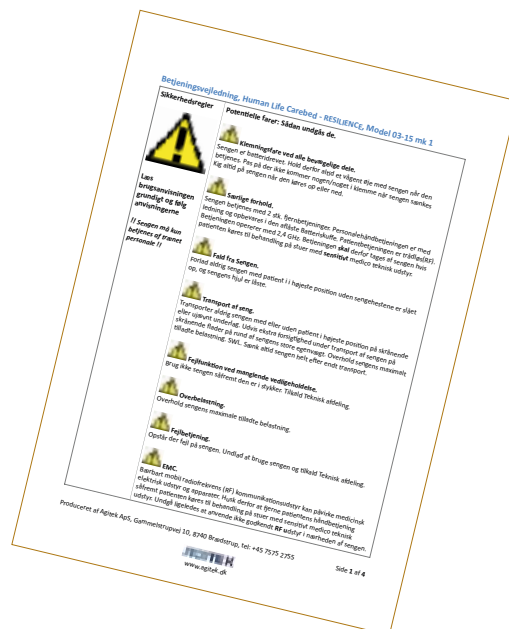 Betjeningsvejledning, Human Life Carebed - RESILIENCE, Model 03-15 mk 1
Sikkerhedsregler
Læs
brugsanvisningen
grundigt og følg
anvisningerne
!! Sengen må kun
betjenes af trænet
personale !!
Potentielle farer: Sådan undgås de.
Klemningsfare ved alle bevægelige dele.
Sengen er batteridrevet. Hold derfor altid et vågent øje med sengen når den
betjenes. Pas på der ikke kommer nogen/noget i klemme når sengen sænkes
Kig altid på sengen når den køres op eller ned.
Særlige forhold.
Sengen betjenes med 2 stk. fjernbetjeninger. Personalehåndbetjeningen er med
ledning og opbevares i den aflåste Batteriskuffe. Patientbetjeningen er trådløs(RF).
Betjeningen opererer med 2,4 GHz. Betjeningen skal derfor tages af sengen hvis
patienten køres til behandling på stuer med sensitivt medico teknisk udstyr.
Fald fra Sengen.
Forlad aldrig sengen med patient i i højeste position uden sengehestene er slået
op, og sengens hjul er låste.
Transport af seng.
Transporter aldrig sengen med eller uden patient i højeste position på skrånende
eller ujævnt underlag. Udvis ekstra forsigtighed under transport af sengen på
skrånende flader på rund af sengens store egenvægt. Overhold sengens maximale
tilladte belastning. SWL. Sænk altid sengen helt efter endt transport.
Fejlfunktion ved manglende vedligeholdelse.
Brug ikke sengen såfremt den er i stykker. Tilkald Teknisk afdeling.
Overbelastning.
Overhold sengens maximale tilladte belastning.
Fejlbetjening.
Opstår der fejl på sengen. Undlad at bruge sengen og tilkald Teknisk afdeling.
EMC.
Bærbart mobil radiofrekvens (RF) kommunikationsudstyr kan påvirke medicinsk
elektrisk udstyr og apparater. Husk derfor at fjerne patientens håndbetjening
såfremt patienten køres til behandling på stuer med sensitivt medico teknisk
udstyr. Undgå ligeledes at anvende ikke godkendt RF udstyr i nærheden af sengen.
Produceret af Agitek ApS, Gammelstrupvej 10, 8740 Brædstrup, tel: +45 7575 2755
Side 1 af 4
AGITEK
www.agitek.dk